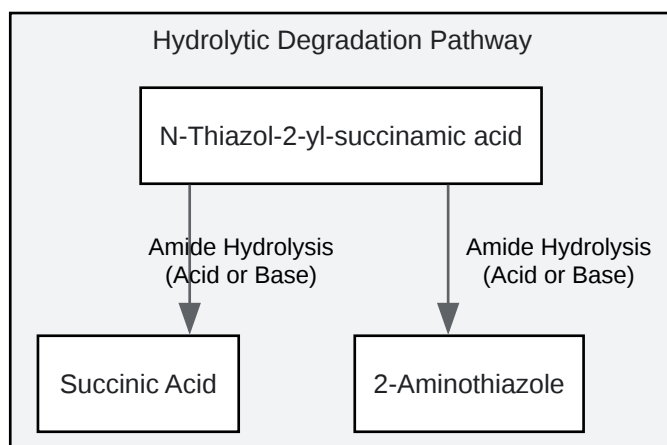 Hydrolytic Degradation Pathway
N-Thiazol-2-yl-succinamic acid
Amide Hydrolysis
(Acid or Base)
Amide Hydrolysis
(Acid or Base)
Succinic Acid
2-Aminothiazole